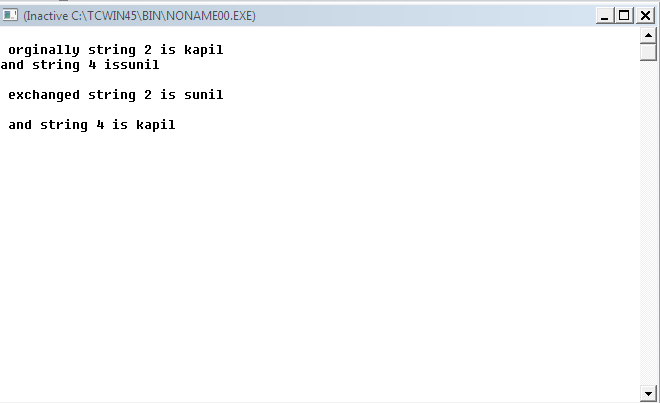 (Inactive C:\TCWIN45\BIN\NONAME00.EXE)
orginally string 2 is kapil
and string 4 issunil
exchanged string 2 is sunil
and string 4 is kapil